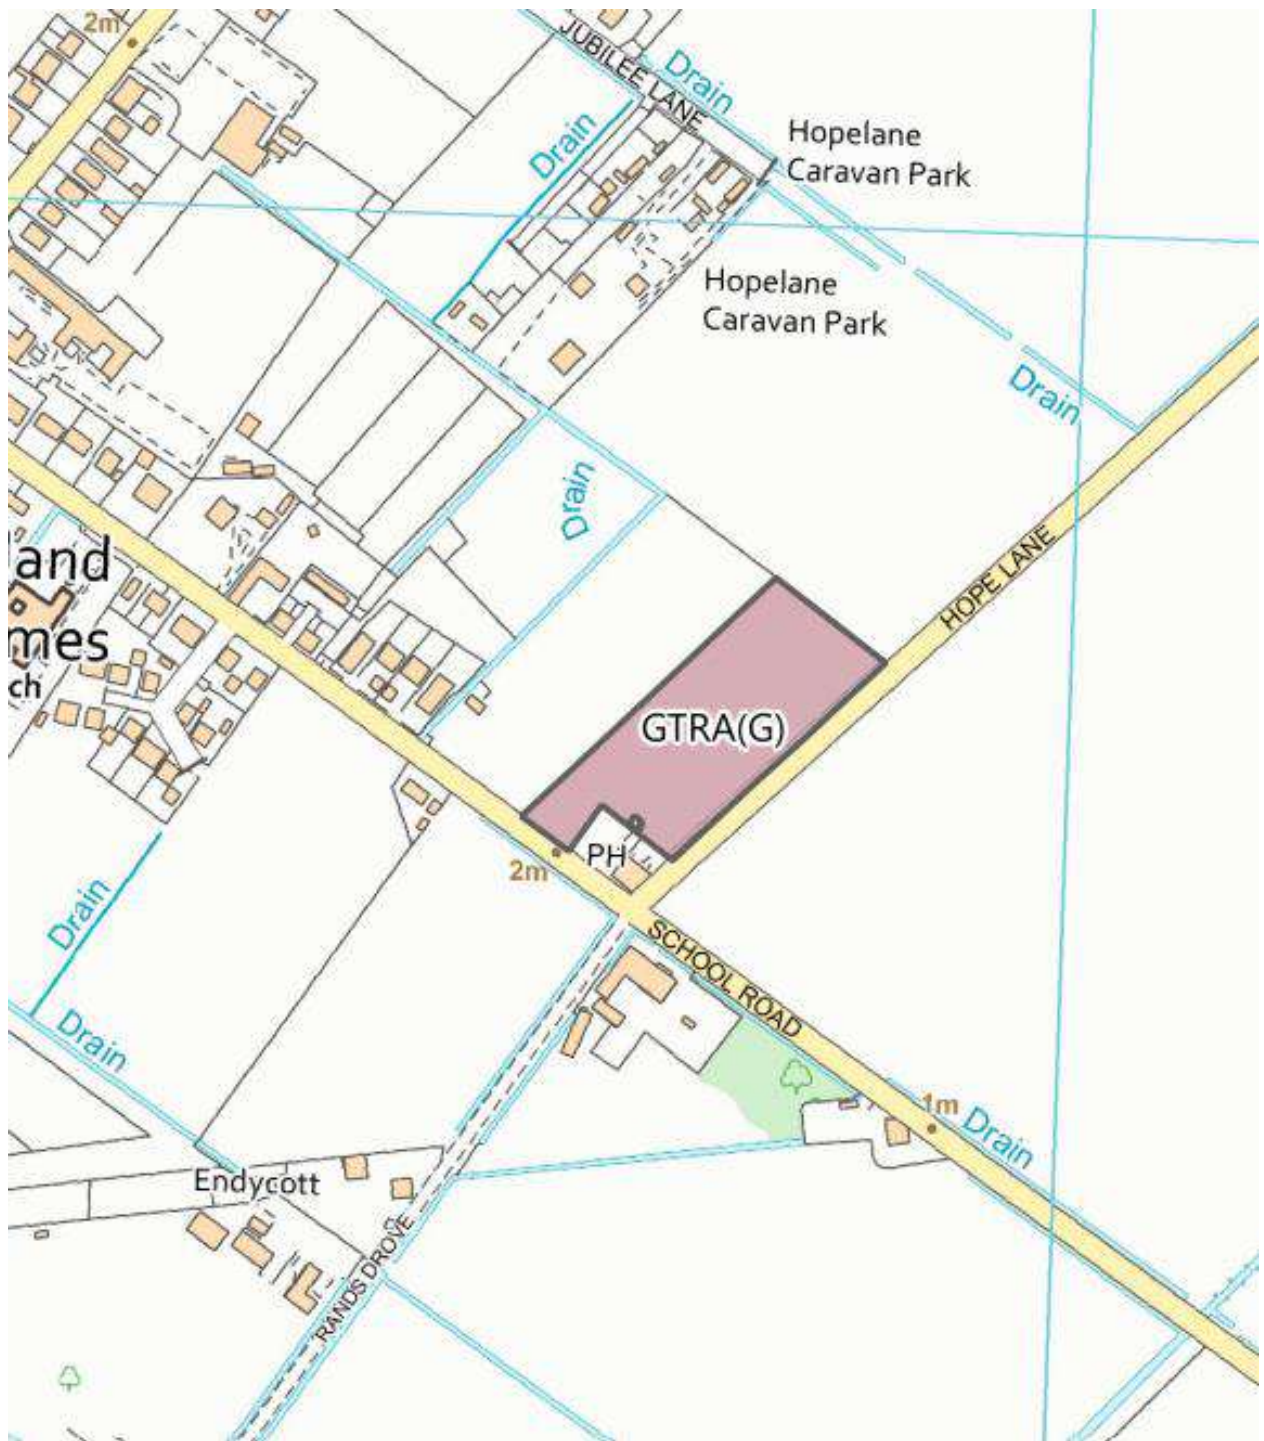 2m
JUBILEE LANE
Drain
Drain
Hopelane
Caravan Park
Hopelane
Caravan Park
Drain
Drain
and
mes
ch
HOPE LANE
GTRA(G)
PH
2m
Drain
SCHOOL ROAD
Drain
1m
Drain
Endycott
RANDS DROVE